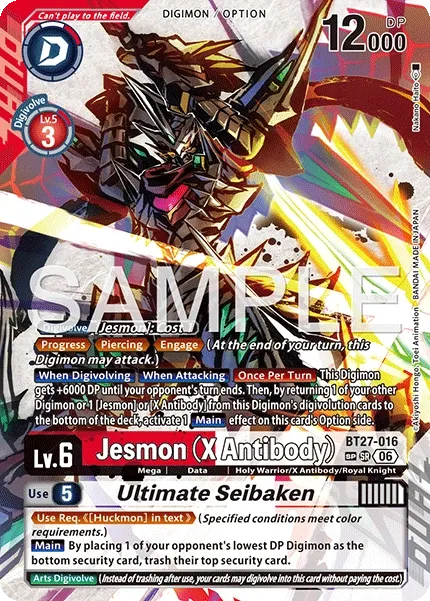 Can't play to the field.
DIGIMON / OPTION
DP
12000
D
Digivolve
Lv.5
3
Nakano Haito
SAMPLE
©Akiyoshi Hongo, Toei Animation BANDAI MADE IN JAPAN
Digivolve [Jesmon]: Cost
Progress Piercing Engage (At the end of your turn, this
Digimon may attack.)
When Digivolving When Attacking Once Per Turn This Digimon
gets +6000 DP until your opponent's turn ends. Then, by returning 1 of your other
Digimon or 1 [Jesmon] or [X Antibody] from this Digimon's digivolution cards to
the bottom of the deck, activate 1 Main effect on this card's Option side.
Lv.6
Jesmon (X Antibody)
BT27-016
SP SR 06
Mega | Data | Holy Warrior/X Antibody/Royal Knight
Use 5
Ultimate Seibaken
Use Req. 《[Huckmon] in text》 (Specified conditions meet color
requirements.)
Main By placing 1 of your opponent's lowest DP Digimon as the
bottom security card, trash their top security card.
Arts Digivolve (Instead of trashing after use, your cards may digivolve into this card without paying the cost.)
DUAL